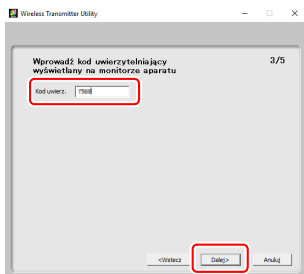 Wireless Transmitter Utility
Wprowadź kod uwierzytelniający
wyświetlany na monitorze aparatu
3/5
Kod uwierz.
<Wstecz
Dalej>
Anuluj